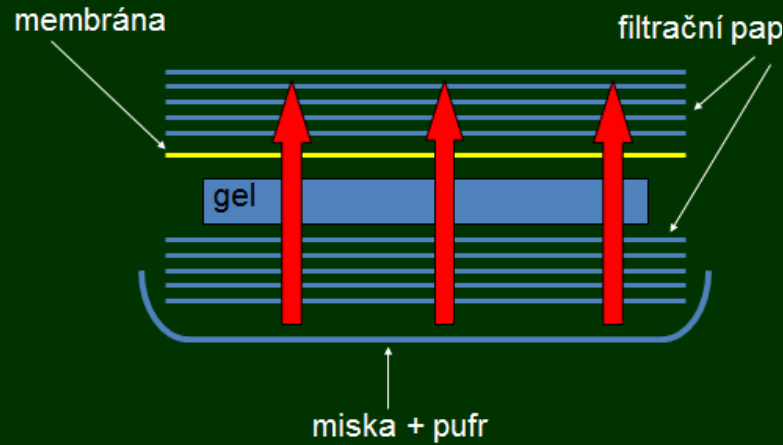 membrána
filtrační pap
gel
miska + pufr